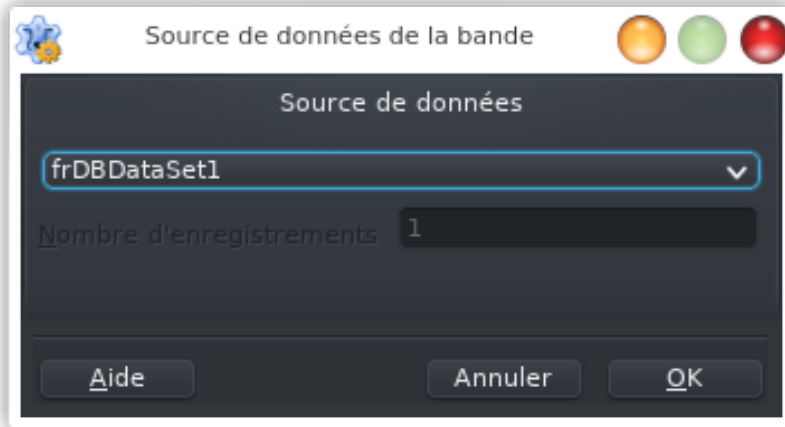 Source de données de la bande
Source de données
frDBDataSet1
Nombre d'enregistrements 1
Aide Annuler OK